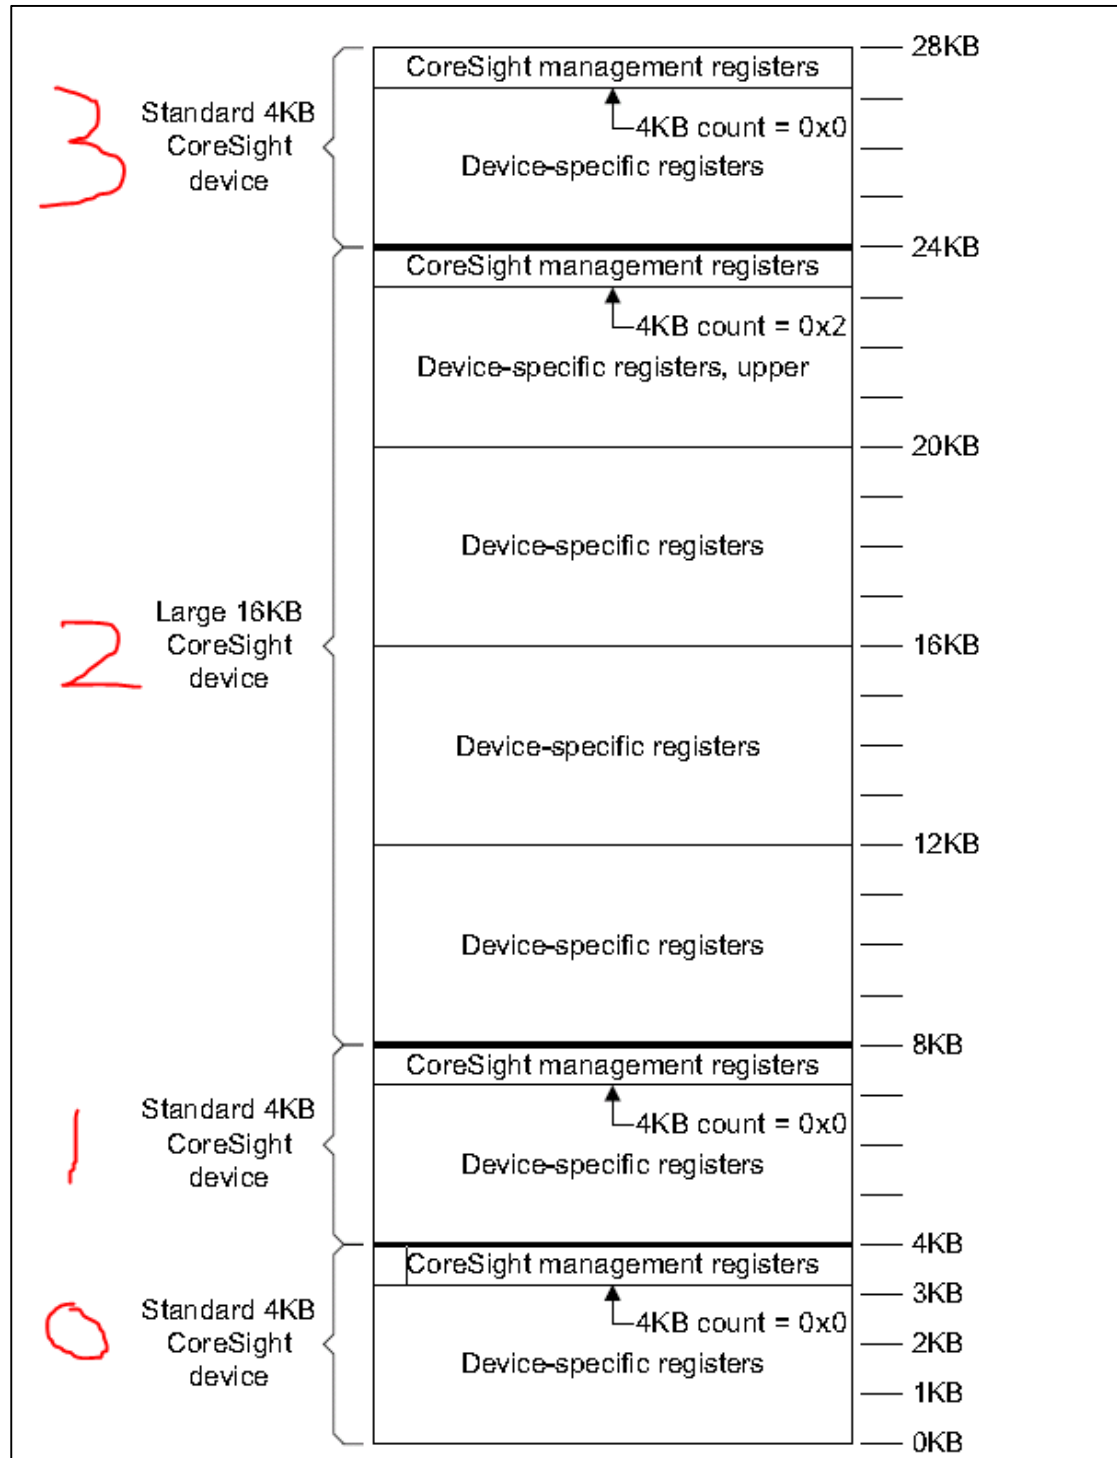 28KB
CoreSight management registers
4KB count = 0x0
3
Standard 4KB
CoreSight
device
Device-specific registers
24KB
CoreSight management registers
4KB count = 0x2
Device-specific registers, upper
20KB
Device-specific registers
2
Large 16KB
CoreSight
device
16KB
Device-specific registers
12KB
Device-specific registers
8KB
CoreSight management registers
4KB count = 0x0
1
Standard 4KB
CoreSight
device
Device-specific registers
4KB
CoreSight management registers
3KB
4KB count = 0x0
0
Standard 4KB
CoreSight
device
2KB
Device-specific registers
1KB
0KB